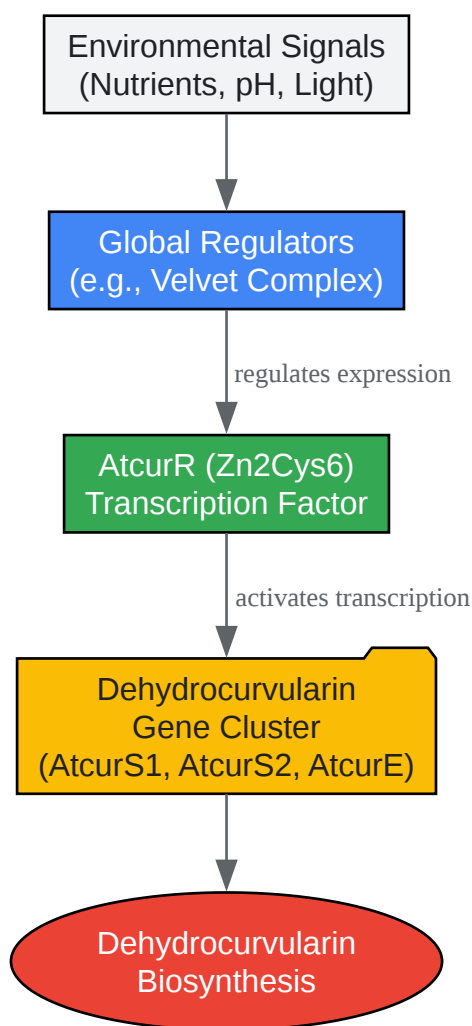 Environmental Signals
(Nutrients, pH, Light)
Global Regulators
(e.g., Velvet Complex)
regulates expression
AtcurR (Zn2Cys6)
Transcription Factor
activates transcription
Dehydrocurvularin
Gene Cluster
(AtcurS1, AtcurS2, AtcurE)
Dehydrocurvularin
Biosynthesis